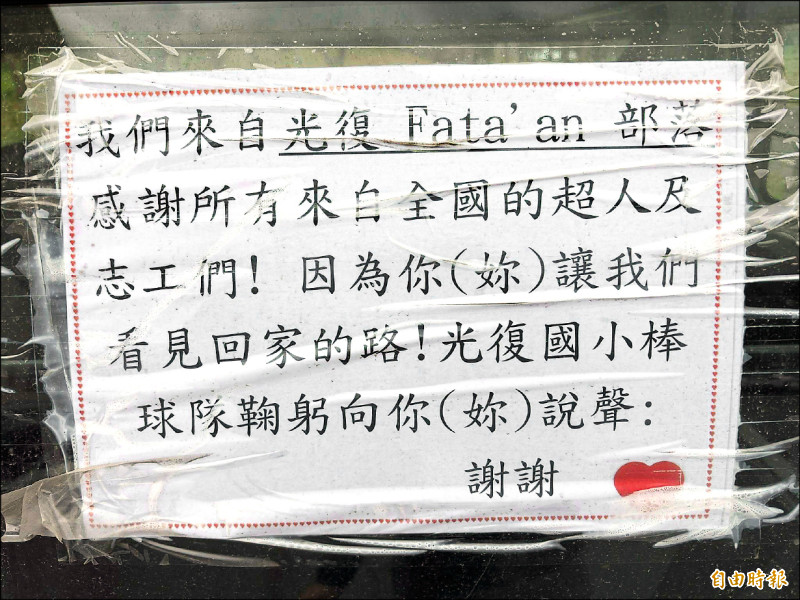 我們來自光復 Fata'an 部落
感謝所有來自全國的超人及
志工們! 因為你(妳)讓我們
看見回家的路!光復國小棒
球隊鞠躬向你(妳)說聲:
謝謝
自由時報